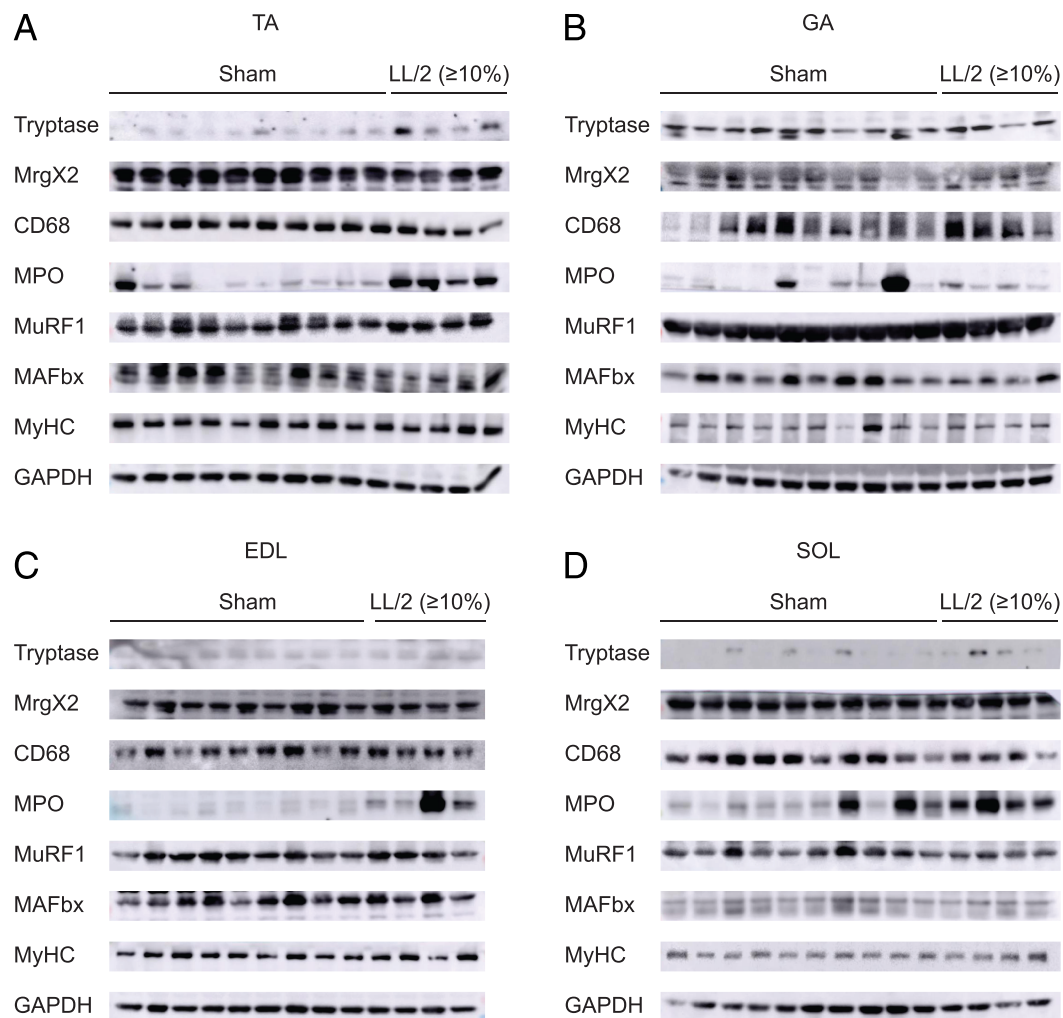 A
TA
Sham
LL/2 (≥10%)
Tryptase
MrgX2
CD68
MPO
MuRF1
MAFbx
MyHC
GAPDH
B
GA
Sham
LL/2 (≥10%)
Tryptase
MrgX2
CD68
MPO
MuRF1
MAFbx
MyHC
GAPDH
C
EDL
Sham
LL/2 (≥10%)
Tryptase
MrgX2
CD68
MPO
MuRF1
MAFbx
MyHC
GAPDH
D
SOL
Sham
LL/2 (≥10%)
Tryptase
MrgX2
CD68
MPO
MuRF1
MAFbx
MyHC
GAPDH